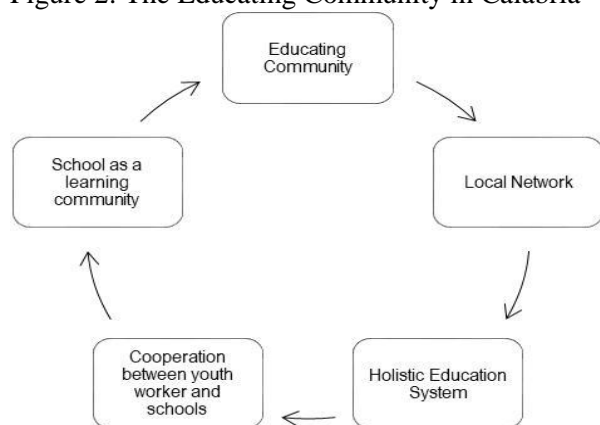 Figure 2. The Educating Community in Calabria
Educating
Community
Local Network
Holistic Education
System
Cooperation
between youth
worker and
schools
School as a
learning
community